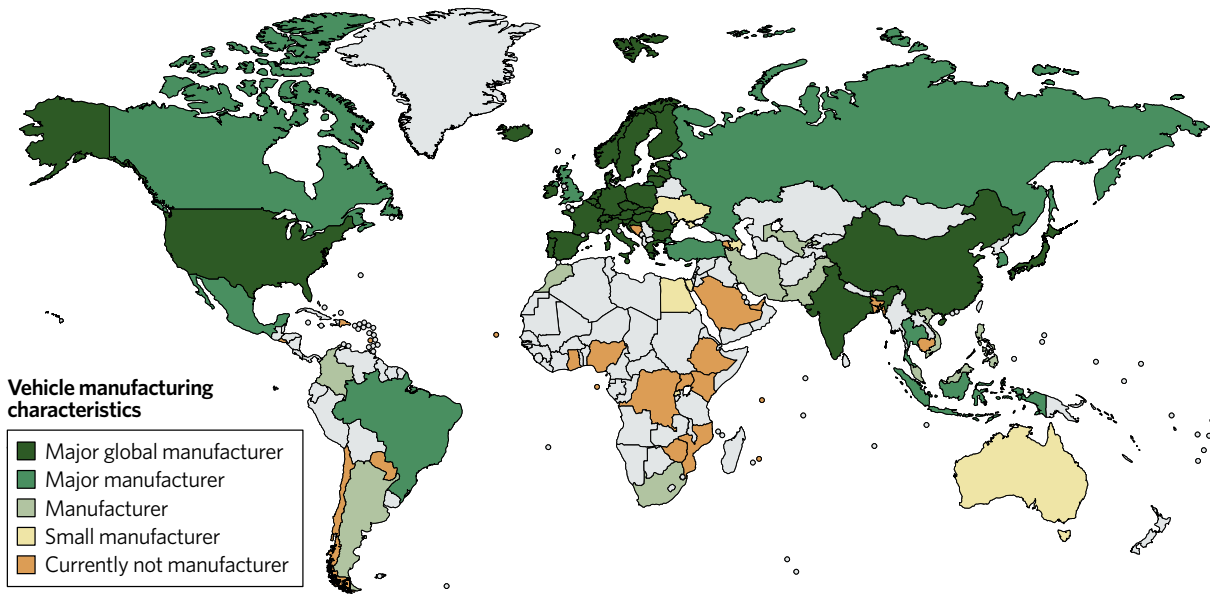 Vehicle manufacturing
characteristics
Major global manufacturer
Major manufacturer
Manufacturer
Small manufacturer
Currently not manufacturer